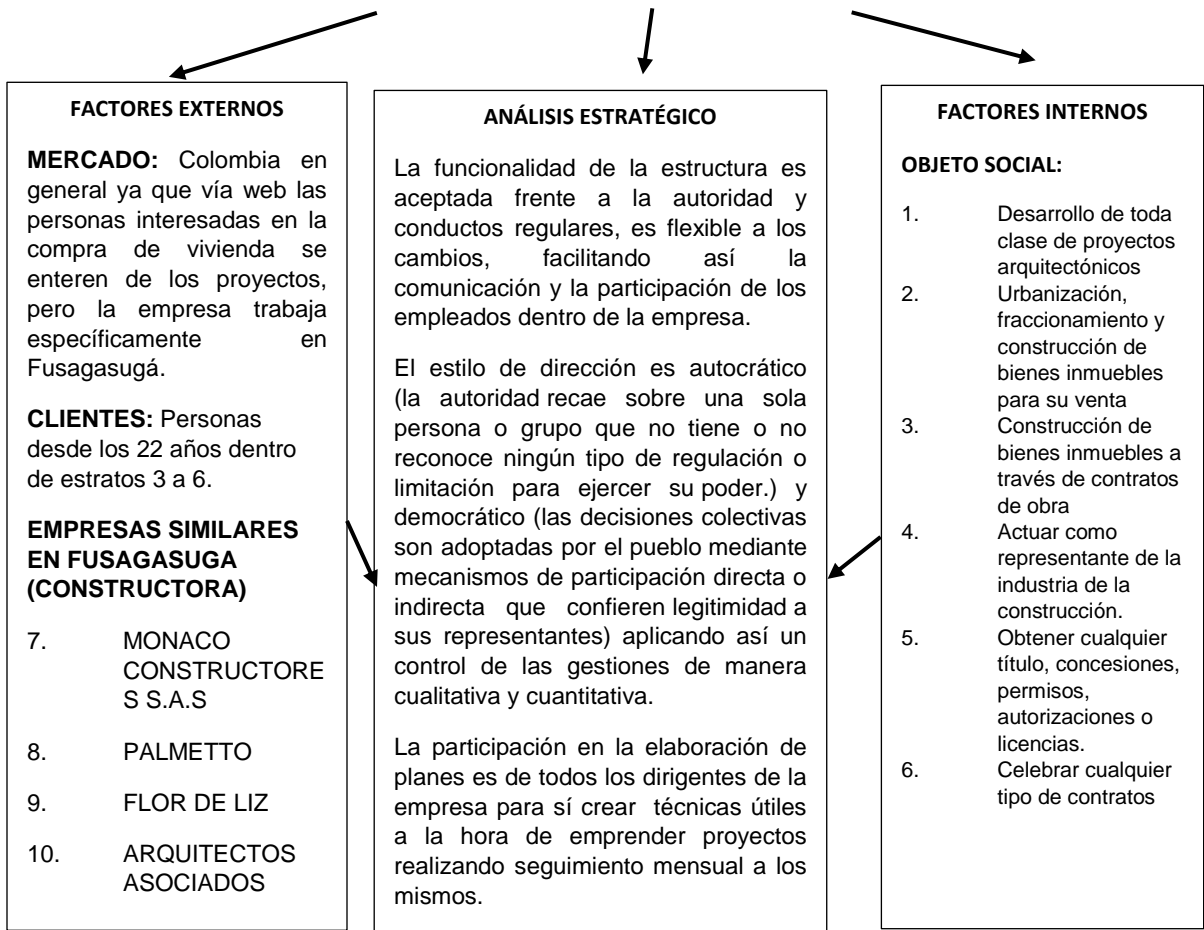 FACTORES EXTERNOS
MERCADO: Colombia en
general ya que vía web las
personas interesadas en la
compra de vivienda se
enteren de los proyectos,
pero la empresa trabaja
específicamente en
Fusagasugá.
CLIENTES: Personas
desde los 22 años dentro
de estratos 3 a 6.
EMPRESAS SIMILARES
EN FUSAGASUGA
(CONSTRUCTORA)
7. MONACO
CONSTRUCTORE
S S.A.S
8. PALMETTO
9. FLOR DE LIZ
10. ARQUITECTOS
ASOCIADOS
ANÁLISIS ESTRATÉGICO
La funcionalidad de la estructura es
aceptada frente a la autoridad y
conductos regulares, es flexible a los
cambios, facilitando así la
comunicación y la participación de los
empleados dentro de la empresa.
El estilo de dirección es autocrático
(la autoridad recae sobre una sola
persona o grupo que no tiene o no
reconoce ningún tipo de regulación o
limitación para ejercer su poder.) y
democrático (las decisiones colectivas
son adoptadas por el pueblo mediante
mecanismos de participación directa o
indirecta que confieren legitimidad a
sus representantes) aplicando así un
control de las gestiones de manera
cualitativa y cuantitativa.
La participación en la elaboración de
planes es de todos los dirigentes de la
empresa para sí crear técnicas útiles
a la hora de emprender proyectos
realizando seguimiento mensual a los
mismos.
FACTORES INTERNOS
OBJETO SOCIAL:
1. Desarrollo de toda
clase de proyectos
arquitectónicos
2. Urbanización,
fraccionamiento y
construcción de
bienes inmuebles
para su venta
3. Construcción de
bienes inmuebles a
través de contratos
de obra
4. Actuar como
representante de la
industria de la
construcción.
5. Obtener cualquier
título, concesiones,
permisos,
autorizaciones o
licencias.
6. Celebrar cualquier
tipo de contratos